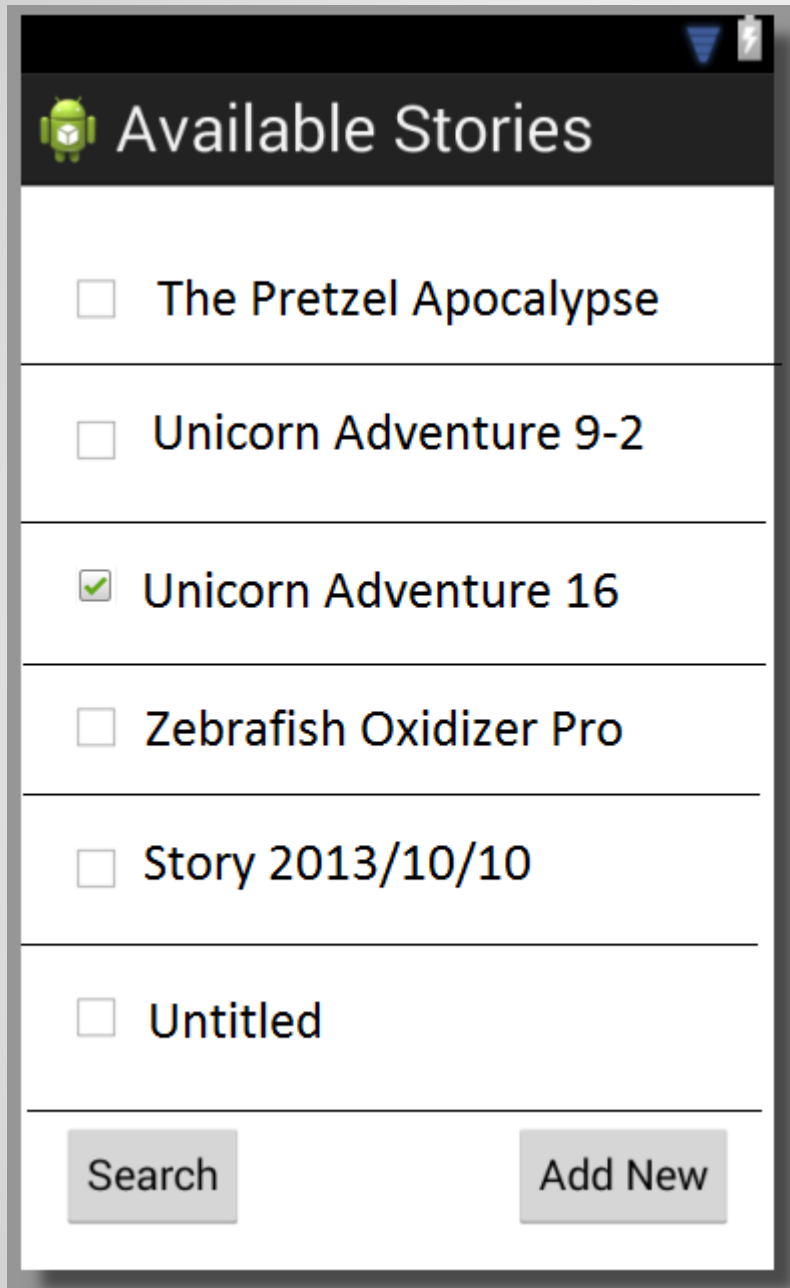 Available Stories
The Pretzel Apocalypse
Unicorn Adventure 9-2
Unicorn Adventure 16
Zebrafish Oxidizer Pro
Story 2013/10/10
Untitled
Search
Add New